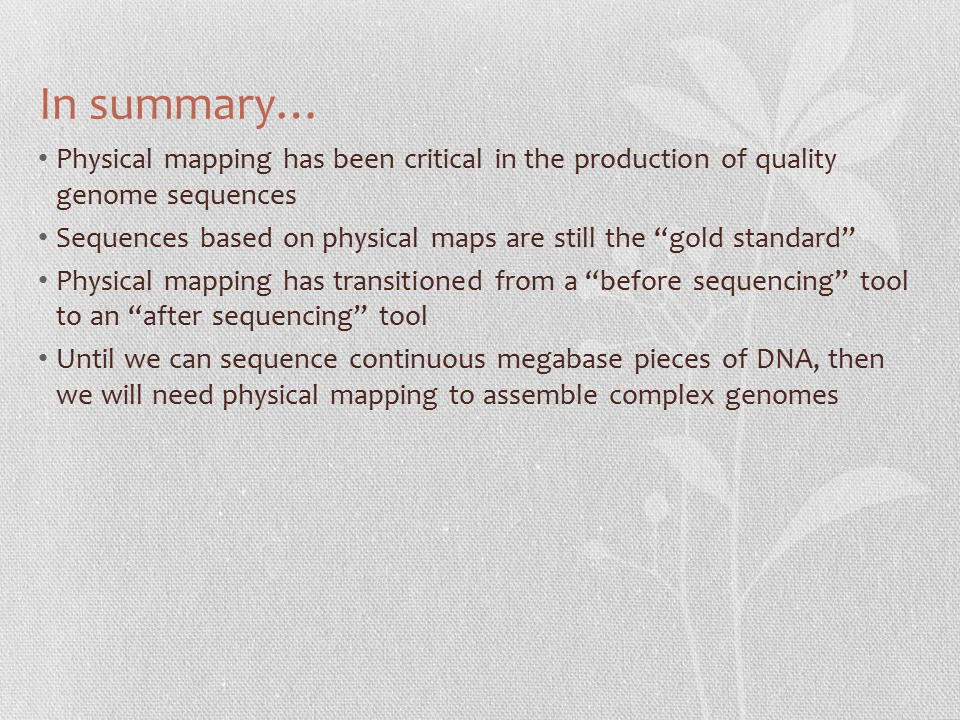 In summary…
• Physical mapping has been critical in the production of quality
genome sequences
• Sequences based on physical maps are still the “gold standard”
• Physical mapping has transitioned from a “before sequencing” tool
to an “after sequencing” tool
• Until we can sequence continuous megabase pieces of DNA, then
we will need physical mapping to assemble complex genomes